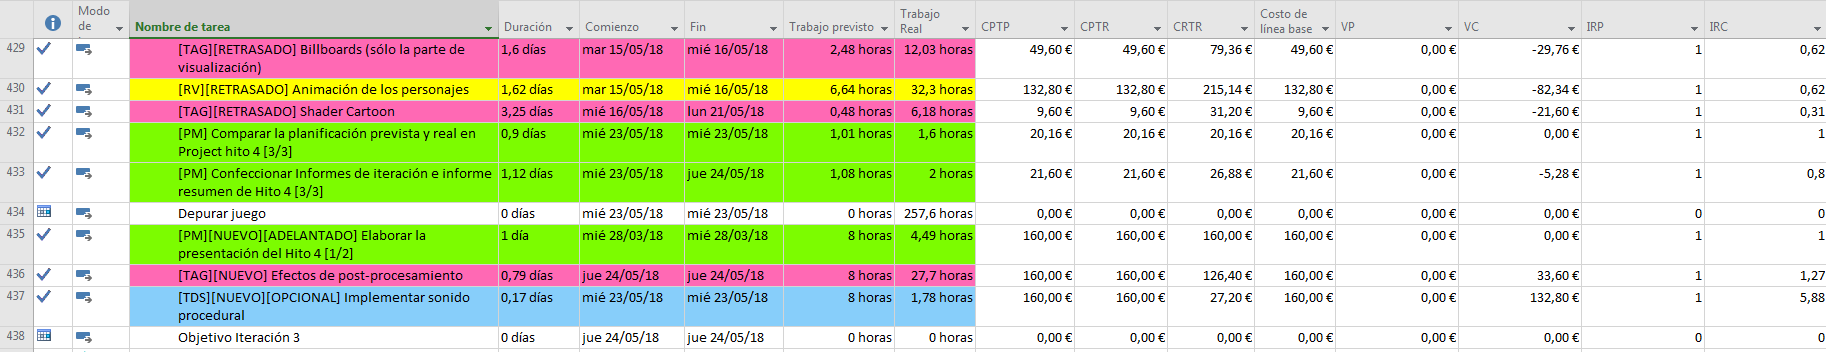 Modo de Nombre de tarea Duración Comienzo Fin Trabajo previsto Trabajo Real CPTP CPTR CRTR Costo de línea base VP VC IRP IRC
429 [TAG][RETRASADO] Billboards (sólo la parte de visualización) 1,6 días mar 15/05/18 mié 16/05/18 2,48 horas 12,03 horas 49,60 € 49,60 € 79,36 € 49,60 € 0,00 € -29,76 € 1 0,62
430 [RV][RETRASADO] Animación de los personajes 1,62 días mar 15/05/18 mié 16/05/18 6,64 horas 32,3 horas 132,80 € 132,80 € 215,14 € 132,80 € 0,00 € -82,34 € 1 0,62
431 [TAG][RETRASADO] Shader Cartoon 3,25 días mié 16/05/18 lun 21/05/18 0,48 horas 6,18 horas 9,60 € 9,60 € 31,20 € 9,60 € 0,00 € -21,60 € 1 0,31
432 [PM] Comparar la planificación prevista y real en Project hito 4 [3/3] 0,9 días mié 23/05/18 mié 23/05/18 1,01 horas 1,6 horas 20,16 € 20,16 € 20,16 € 20,16 € 0,00 € 0,00 € 1 1
433 [PM] Confeccionar Informes de iteración e informe resumen de Hito 4 [3/3] 1,12 días mié 23/05/18 jue 24/05/18 1,08 horas 2 horas 21,60 € 21,60 € 26,88 € 21,60 € 0,00 € -5,28 € 1 0,8
434 Depurar juego 0 días mié 23/05/18 mié 23/05/18 0 horas 257,6 horas 0,00 € 0,00 € 0,00 € 0,00 € 0,00 € 0,00 € 0 0
435 [PM][NUEVO][ADELANTADO] Elaborar la presentación del Hito 4 [1/2] 1 día mié 28/03/18 mié 28/03/18 8 horas 4,49 horas 160,00 € 160,00 € 160,00 € 160,00 € 0,00 € 0,00 € 1 1
436 [TAG][NUEVO] Efectos de post-procesamiento 0,79 días jue 24/05/18 jue 24/05/18 8 horas 27,7 horas 160,00 € 160,00 € 126,40 € 160,00 € 0,00 € 33,60 € 1 1,27
437 [TDS][NUEVO][OPCIONAL] Implementar sonido procedural 0,17 días mié 23/05/18 mié 23/05/18 8 horas 1,78 horas 160,00 € 160,00 € 27,20 € 160,00 € 0,00 € 132,80 € 1 5,88
438 Objetivo Iteración 3 0 días jue 24/05/18 jue 24/05/18 0 horas 0 horas 0,00 € 0,00 € 0,00 € 0,00 € 0,00 € 0,00 € 0 0